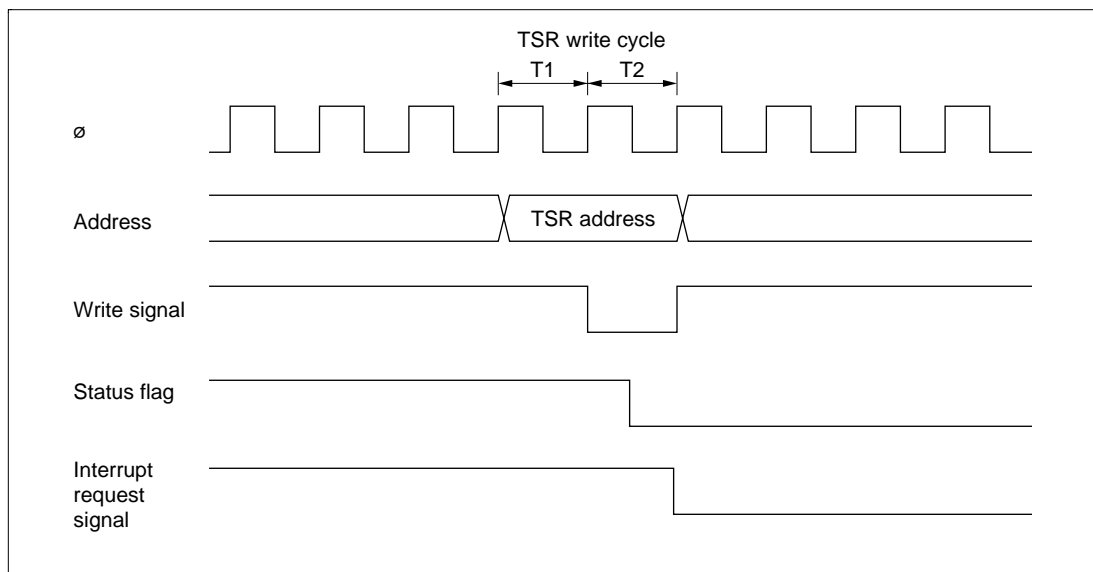 TSR write cycle
T1 T2
ø
Address
TSR address
Write signal
Status flag
Interrupt
request
signal